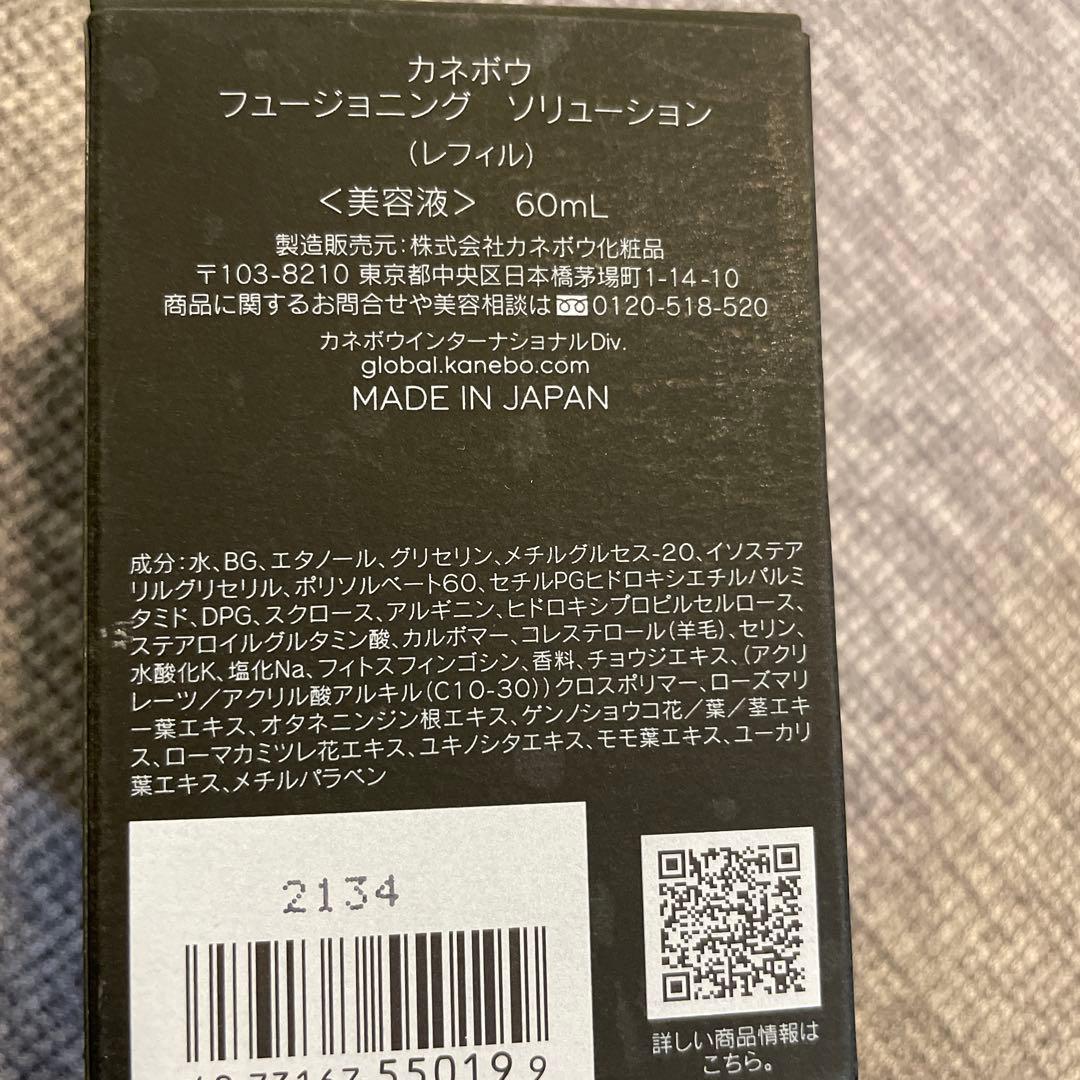 カネボウ
フュージョニング ソリューション
(レフィル)
<美容液> 60mL
製造販売元:株式会社カネボウ化粧品
〒103-8210 東京都中央区日本橋茅場町1-14-10
商品に関するお問合せや美容相談は 0120-518-520
カネボウインターナショナルDiv.
global.kanebo.com
MADE IN JAPAN
成分:水、BG、エタノール、グリセリン、メチルグルセス-20、イソステア
リルグリセリル、ポリソルベート60、セチルPGヒドロキシエチルパルミ
タミド、DPG、スクロース、アルギニン、ヒドロキシプロピルセルロース、
ステアロイルグルタミン酸、カルボマー、コレステロール(羊毛)、セリン、
水酸化K、塩化Na、フィトスフィンゴシン、香料、チョウジエキス、(アクリ
レーツ/アクリル酸アルキル(C10-30))クロスポリマー、ローズマリ
ー葉エキス、オタネニンジン根エキス、ゲンノショウコ花/葉/茎エキ
ス、ローマカミツレ花エキス、ユキノシタエキス、モモ葉エキス、ユーカリ
葉エキス、メチルパラベン
2134
55019 9
詳しい商品情報は
こちら。